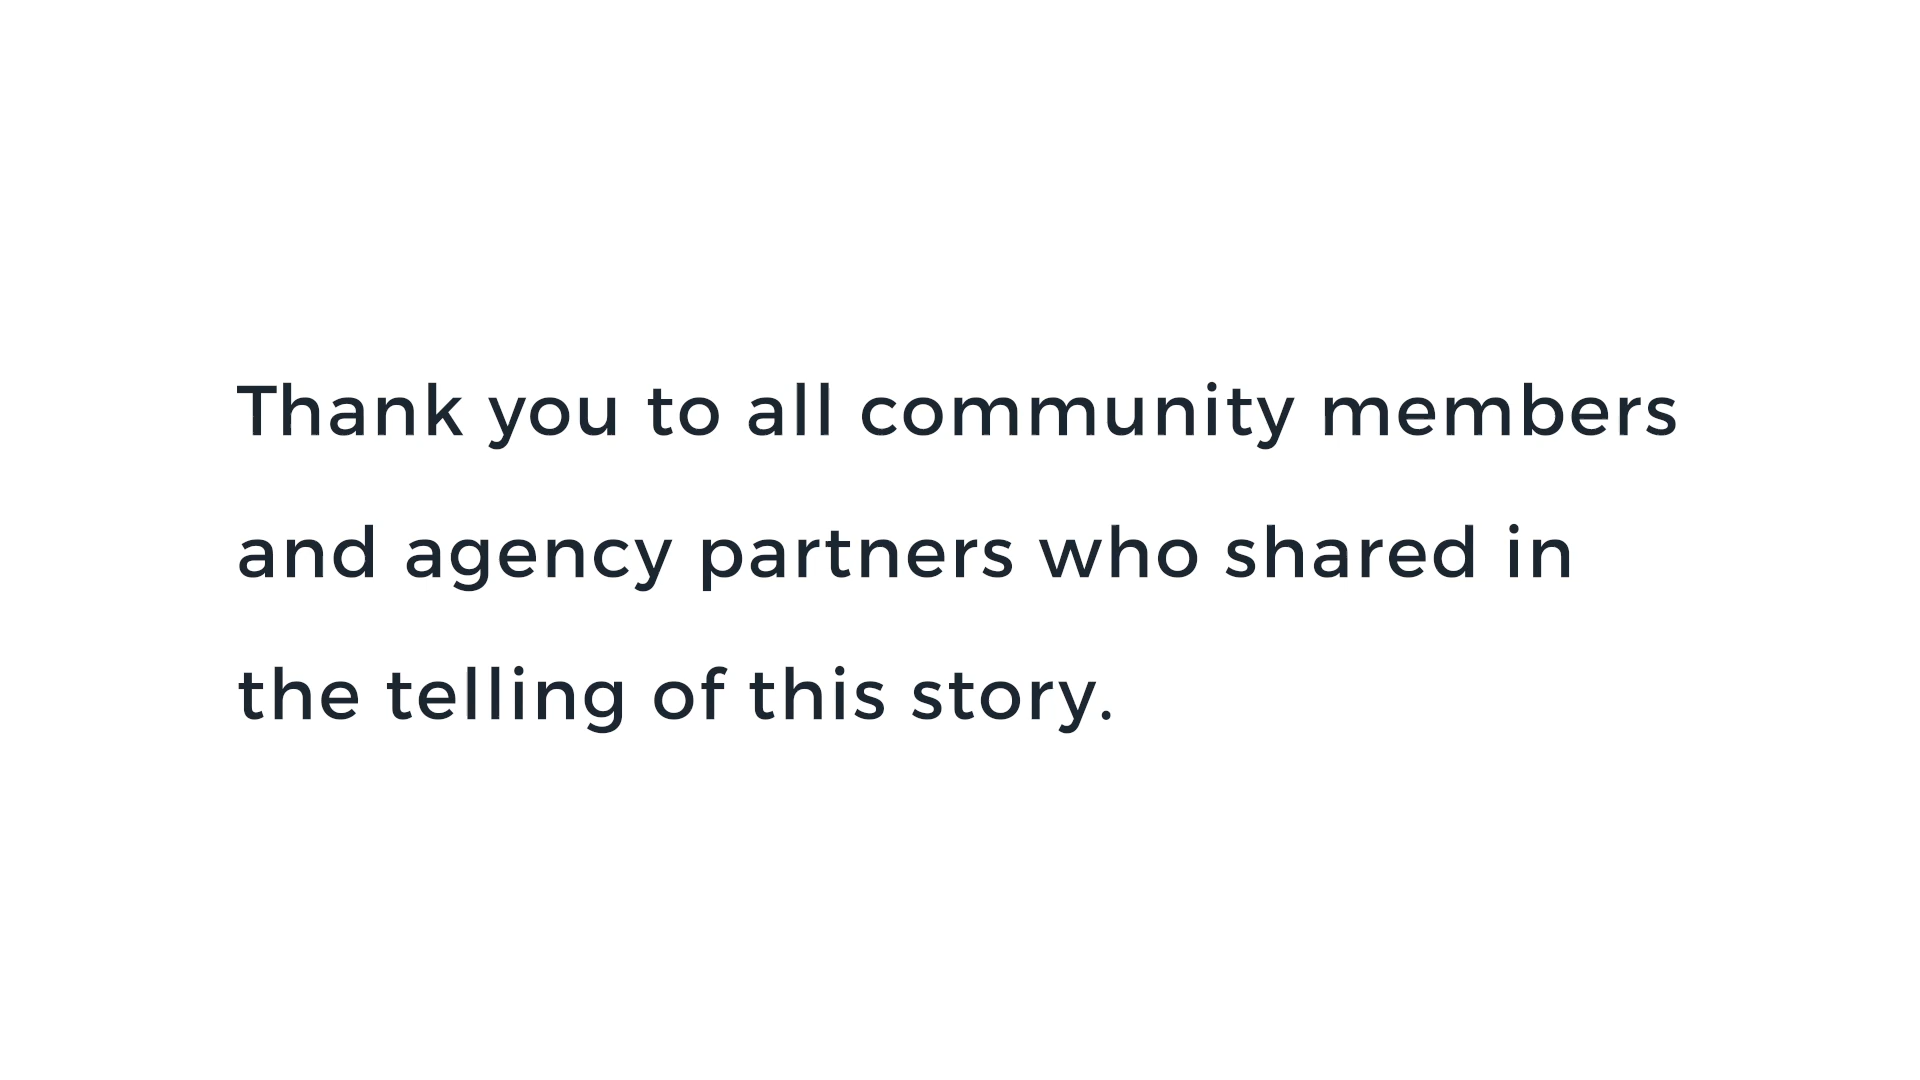 Thank you to all community members
and agency partners who shared in
the telling of this story.